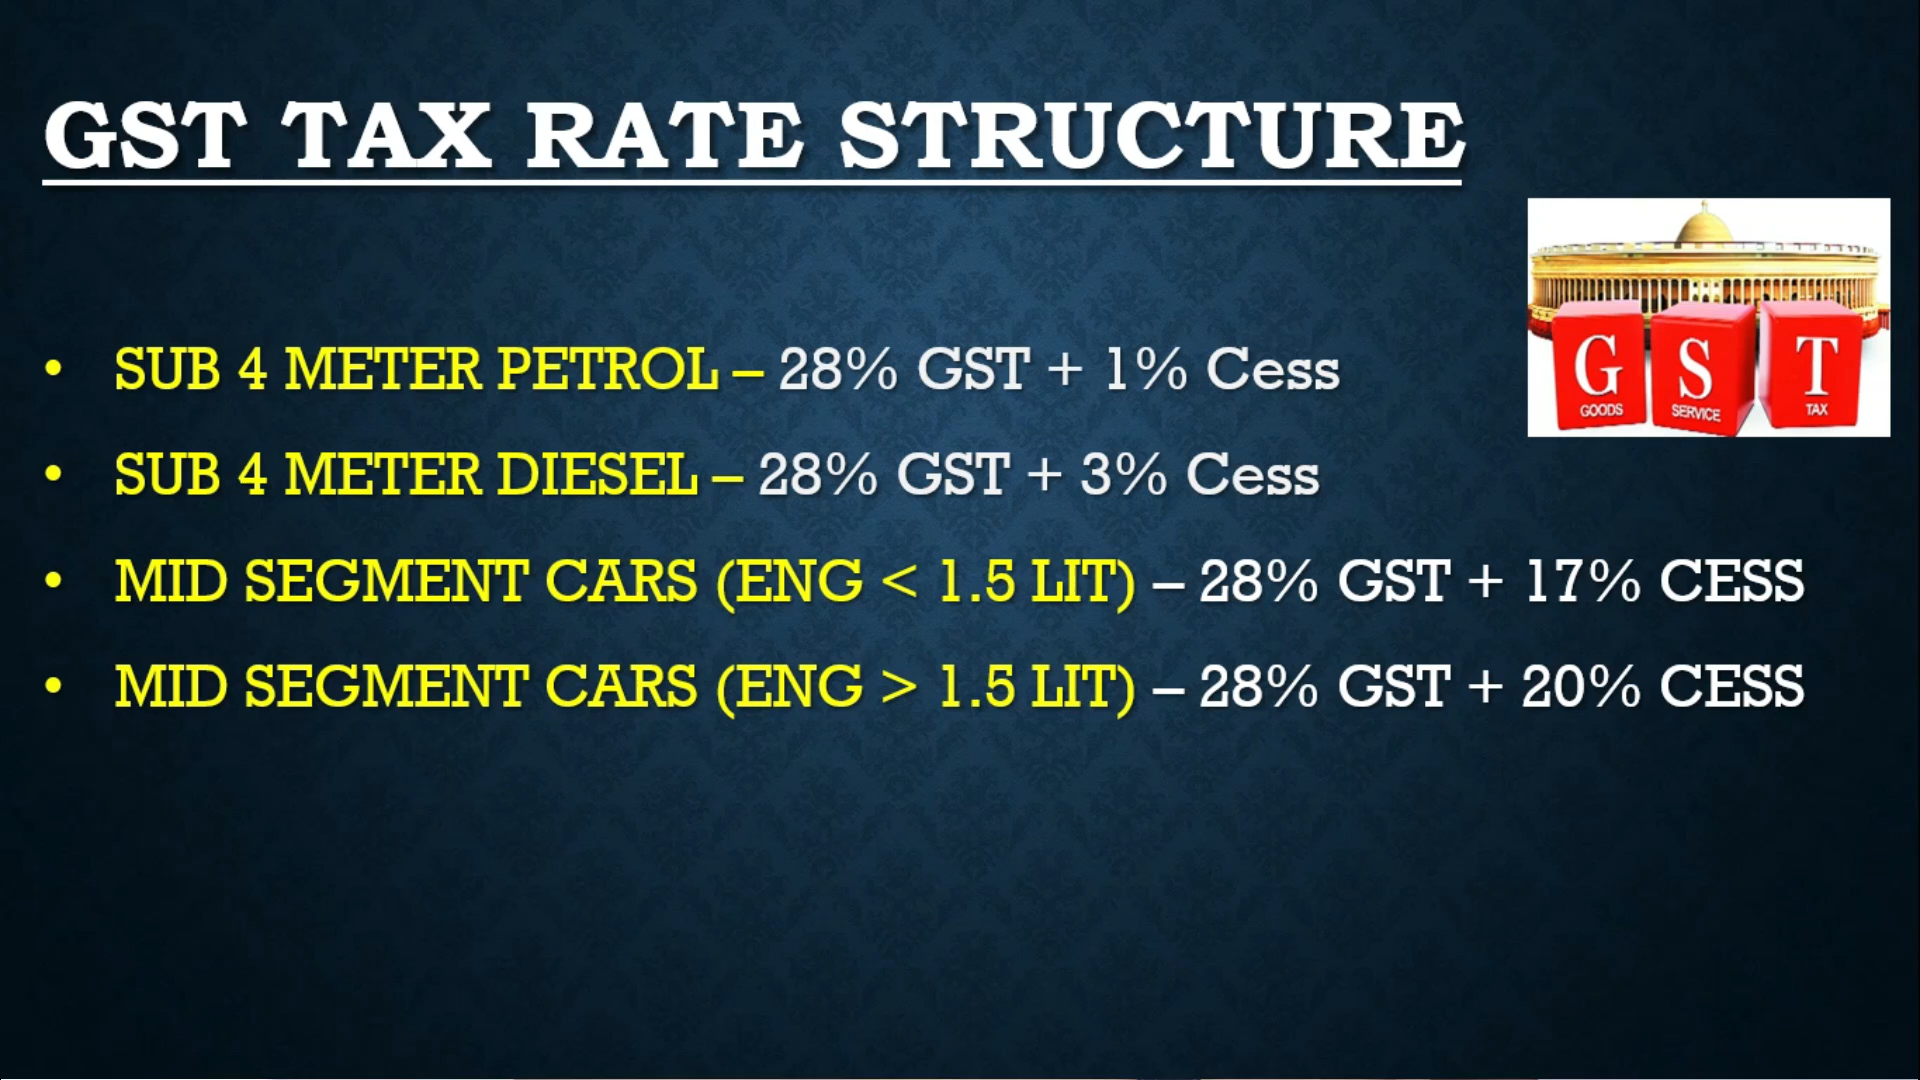 GST TAX RATE STRUCTURE
• SUB 4 METER PETROL – 28% GST + 1% Cess
• SUB 4 METER DIESEL – 28% GST + 3% Cess
• MID SEGMENT CARS (ENG < 1.5 LIT) – 28% GST + 17% CESS
• MID SEGMENT CARS (ENG > 1.5 LIT) – 28% GST + 20% CESS
G S T
GOODS SERVICE TAX